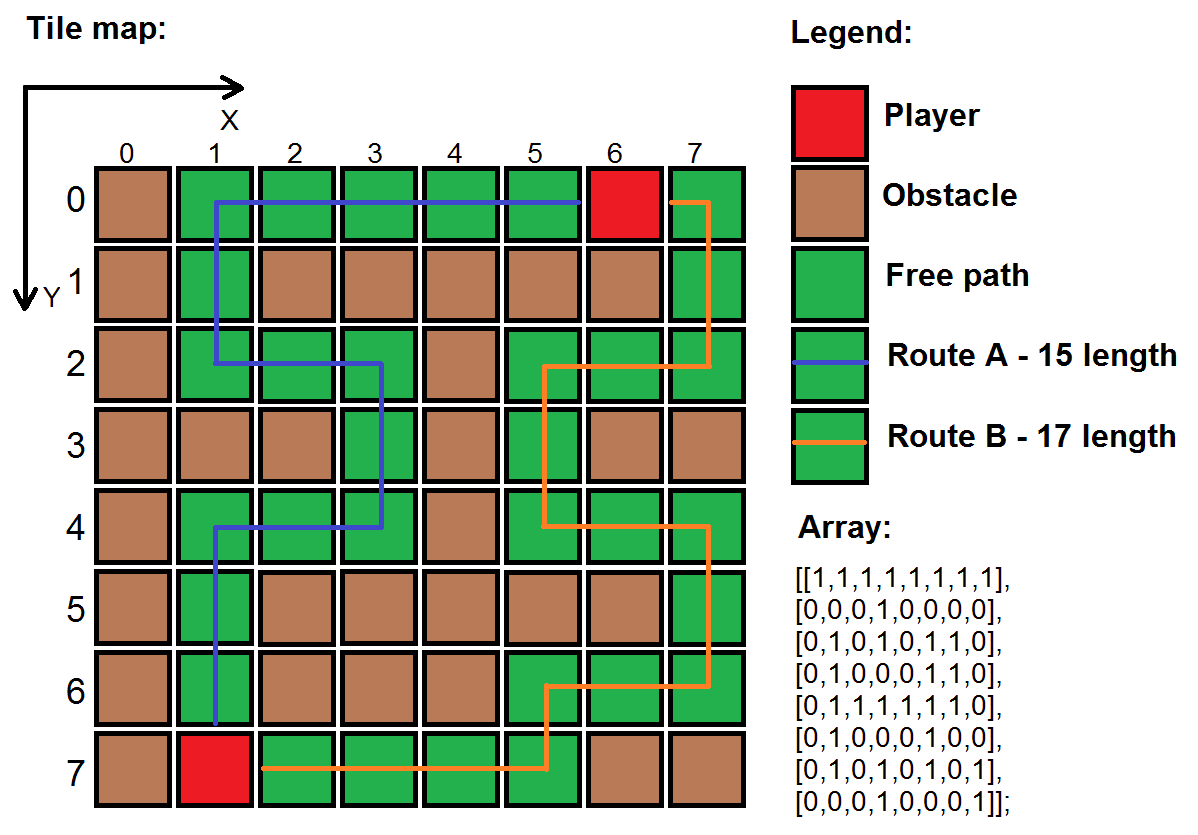 Tile map:
X
0 1 2 3 4 5 6 7
0
1
Y
2
3
4
5
6
7
Legend:
Player
Obstacle
Free path
Route A - 15 length
Route B - 17 length
Array:
[[1,1,1,1,1,1,1,1],
[0,0,0,1,0,0,0,0],
[0,1,0,1,0,1,1,0],
[0,1,0,0,0,1,1,0],
[0,1,1,1,1,1,1,0],
[0,1,0,0,0,1,0,0],
[0,1,0,1,0,1,0,1],
[0,0,0,1,0,0,0,1]];